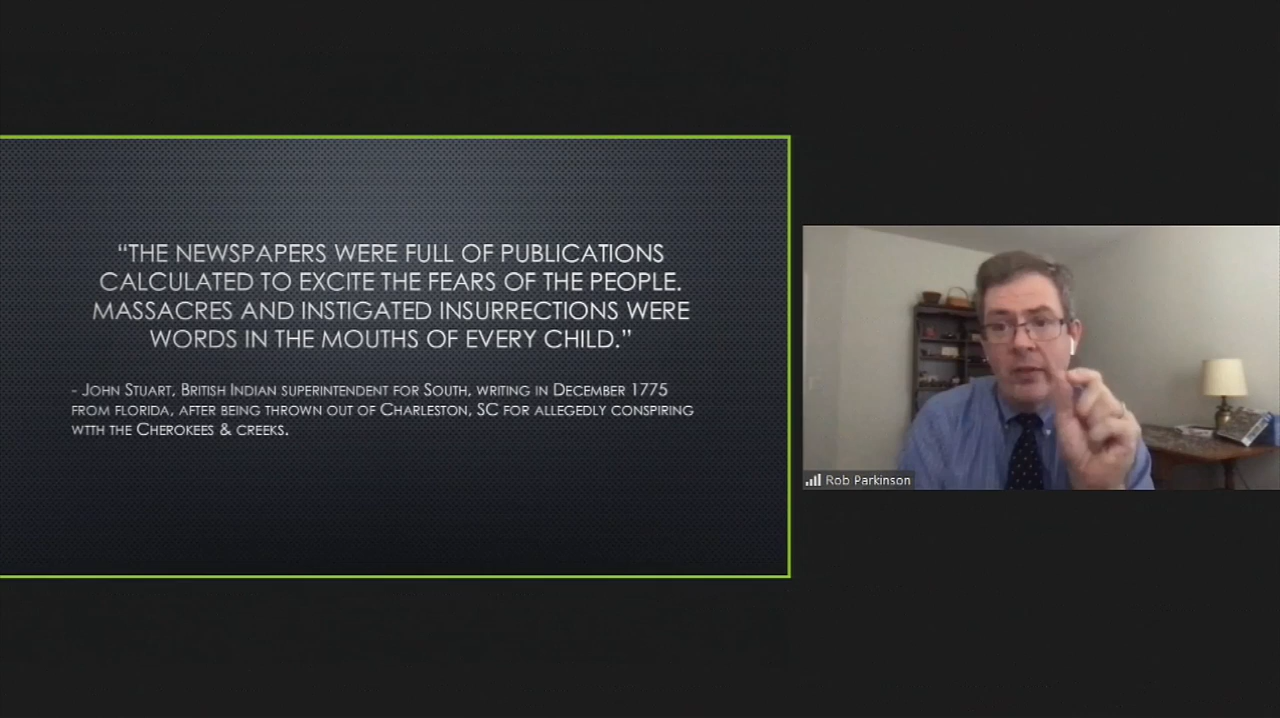 “THE NEWSPAPERS WERE FULL OF PUBLICATIONS
CALCULATED TO EXCITE THE FEARS OF THE PEOPLE.
MASSACRES AND INSTIGATED INSURRECTIONS WERE
WORDS IN THE MOUTHS OF EVERY CHILD.”
- JOHN STUART, BRITISH INDIAN SUPERINTENDENT FOR SOUTH, WRITING IN DECEMBER 1775
FROM FLORIDA, AFTER BEING THROWN OUT OF CHARLESTON, SC FOR ALLEGEDLY CONSPIRING
WTTH THE CHEROKEES & CREEKS.
Rob Parkinson